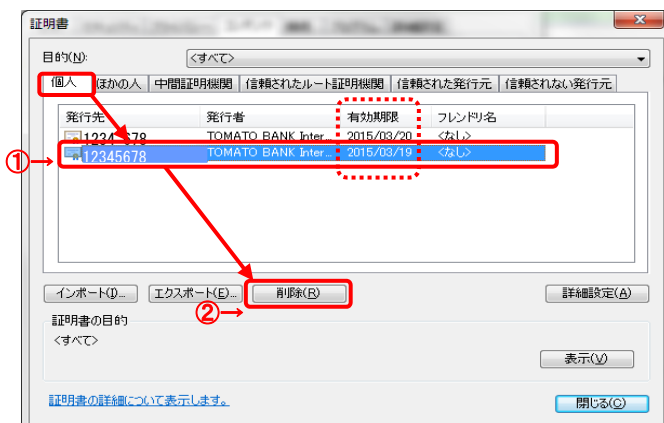 証明書
目的(N): <すべて>
個人 ほかの人 中間証明機関 信頼されたルート証明機関 信頼された発行元 信頼されない発行元
発行先 発行者 有効期限 フレンドリ名
12345678 TOMATO BANK Inter... 2015/03/20 <なし>
① 12345678 TOMATO BANK Inter... 2015/03/19 <なし>
インポート(I)... エクスポート(E)... 削除(R) 詳細設定(A)
②
証明書の目的
<すべて>
表示(V)
証明書の詳細について表示します。
閉じる(C)